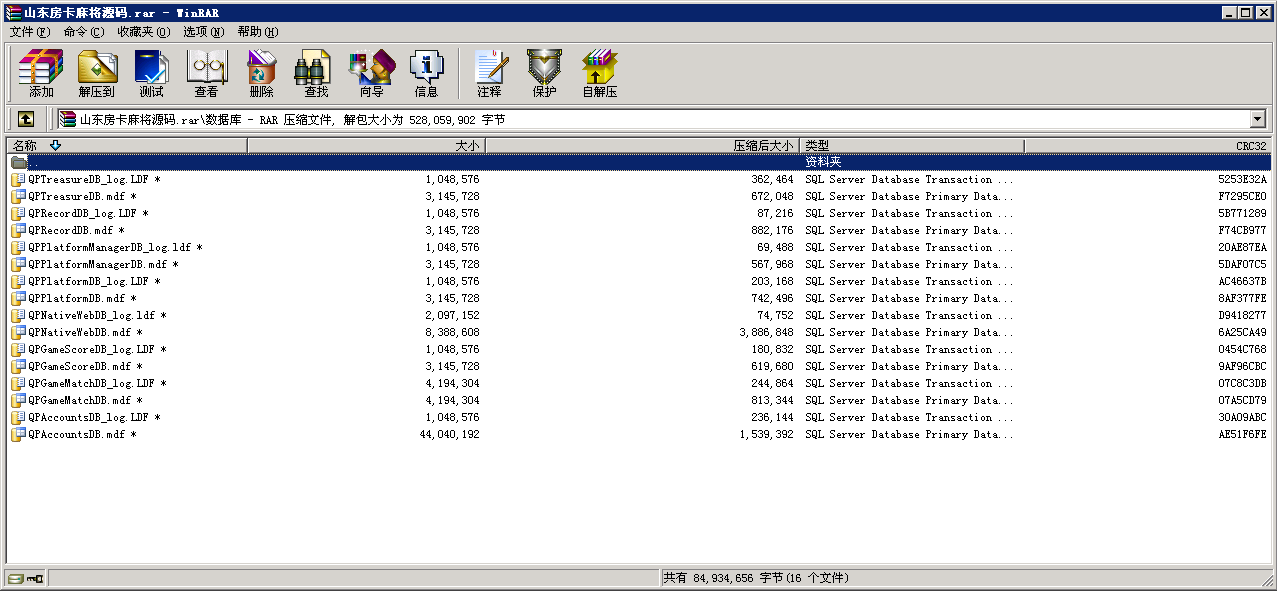 山东房卡麻将源码.rar - WinRAR
文件(F) 命令(C) 收藏夹(O) 选项(N) 帮助(H)
添加 解压到 测试 查看 删除 查找 向导 信息 注释 保护 自解压
山东房卡麻将源码.rar\数据库 - RAR 压缩文件, 解包大小为 528,059,902 字节
名称 大小 压缩后大小 类型 CRC32
.. 资料夹
QPTreasureDB_log.LDF * 1,048,576 362,464 SQL Server Database Transaction ... 5253E32A
QPTreasureDB.mdf * 3,145,728 672,048 SQL Server Database Primary Data... F7295CE0
QPRecordDB_log.LDF * 1,048,576 87,216 SQL Server Database Transaction ... 5B771289
QPRecordDB.mdf * 3,145,728 882,176 SQL Server Database Primary Data... F74CB977
QPPlatformManagerDB_log.ldf * 1,048,576 69,488 SQL Server Database Transaction ... 20AE87EA
QPPlatformManagerDB.mdf * 3,145,728 567,968 SQL Server Database Primary Data... 5DAF07C5
QPPlatformDB_log.LDF * 1,048,576 203,168 SQL Server Database Transaction ... AC46637B
QPPlatformDB.mdf * 3,145,728 742,496 SQL Server Database Primary Data... 8AF377FE
QPNativeWebDB_log.ldf * 2,097,152 74,752 SQL Server Database Transaction ... D9418277
QPNativeWebDB.mdf * 8,388,608 3,886,848 SQL Server Database Primary Data... 6A25CA49
QPGameScoreDB_log.LDF * 1,048,576 180,832 SQL Server Database Transaction ... 0454C768
QPGameScoreDB.mdf * 3,145,728 619,680 SQL Server Database Primary Data... 9AF96CBC
QPGameMatchDB_log.LDF * 4,194,304 244,864 SQL Server Database Transaction ... 07C8C3DB
QPGameMatchDB.mdf * 4,194,304 813,344 SQL Server Database Primary Data... 07A5CD79
QPAccountsDB_log.LDF * 1,048,576 236,144 SQL Server Database Transaction ... 30A09ABC
QPAccountsDB.mdf * 44,040,192 1,539,392 SQL Server Database Primary Data... AE51F6FE
共有 84,934,656 字节(16 个文件)